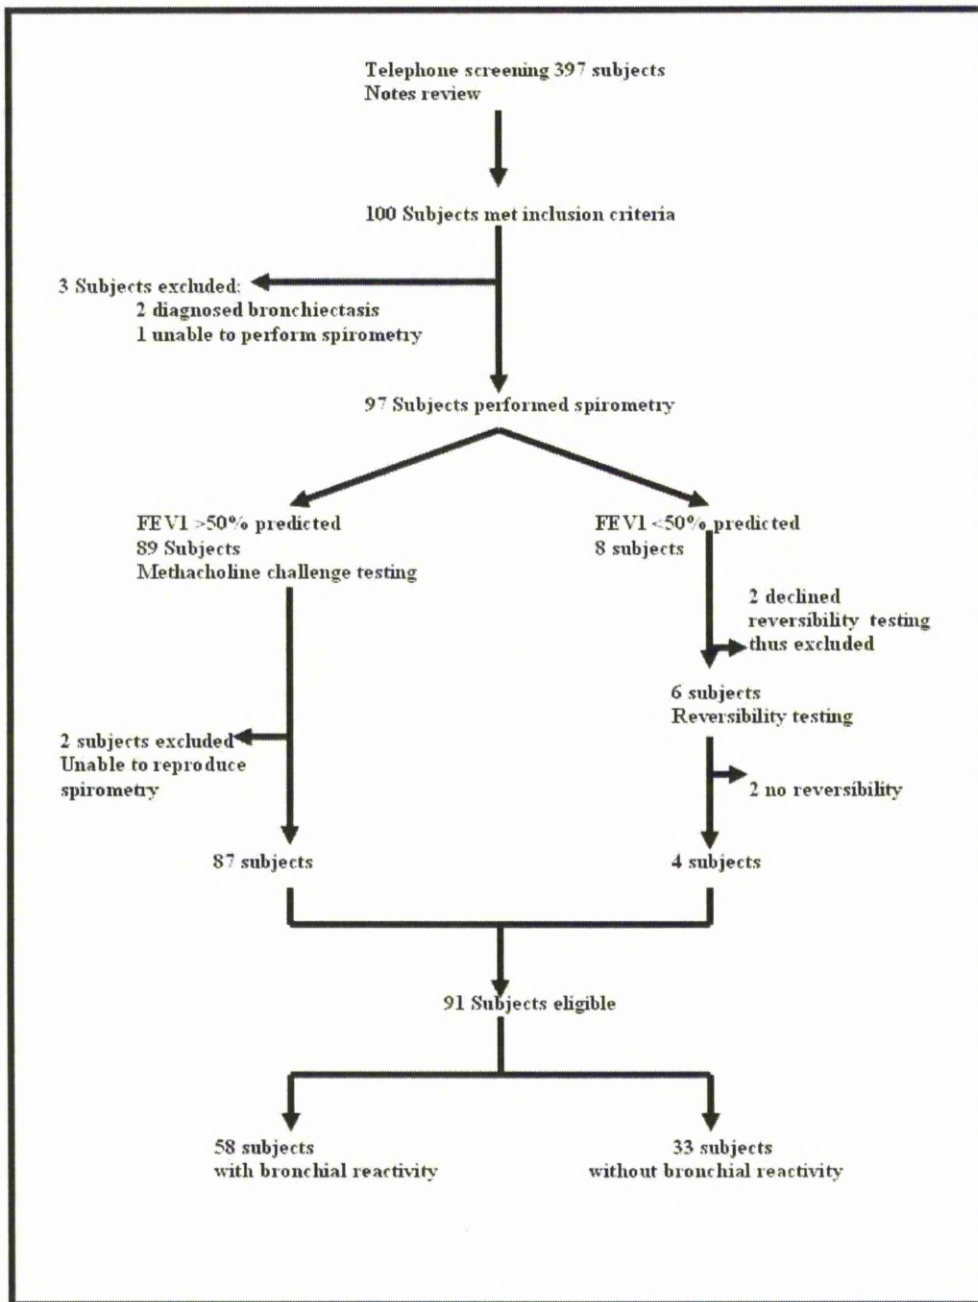 Telephone screening 397 subjects
Notes review
100 Subjects met inclusion criteria
3 Subjects excluded:
2 diagnosed bronchiectasis
1 unable to perform spirometry
97 Subjects performed spirometry
FEV1 >50% predicted
89 Subjects
Methacholine challenge testing
FEV1 <50% predicted
8 subjects
2 declined
reversibility testing
thus excluded
6 subjects
Reversibility testing
2 subjects excluded
Unable to reproduce
spirometry
2 no reversibility
87 subjects
4 subjects
91 Subjects eligible
58 subjects
with bronchial reactivity
33 subjects
without bronchial reactivity